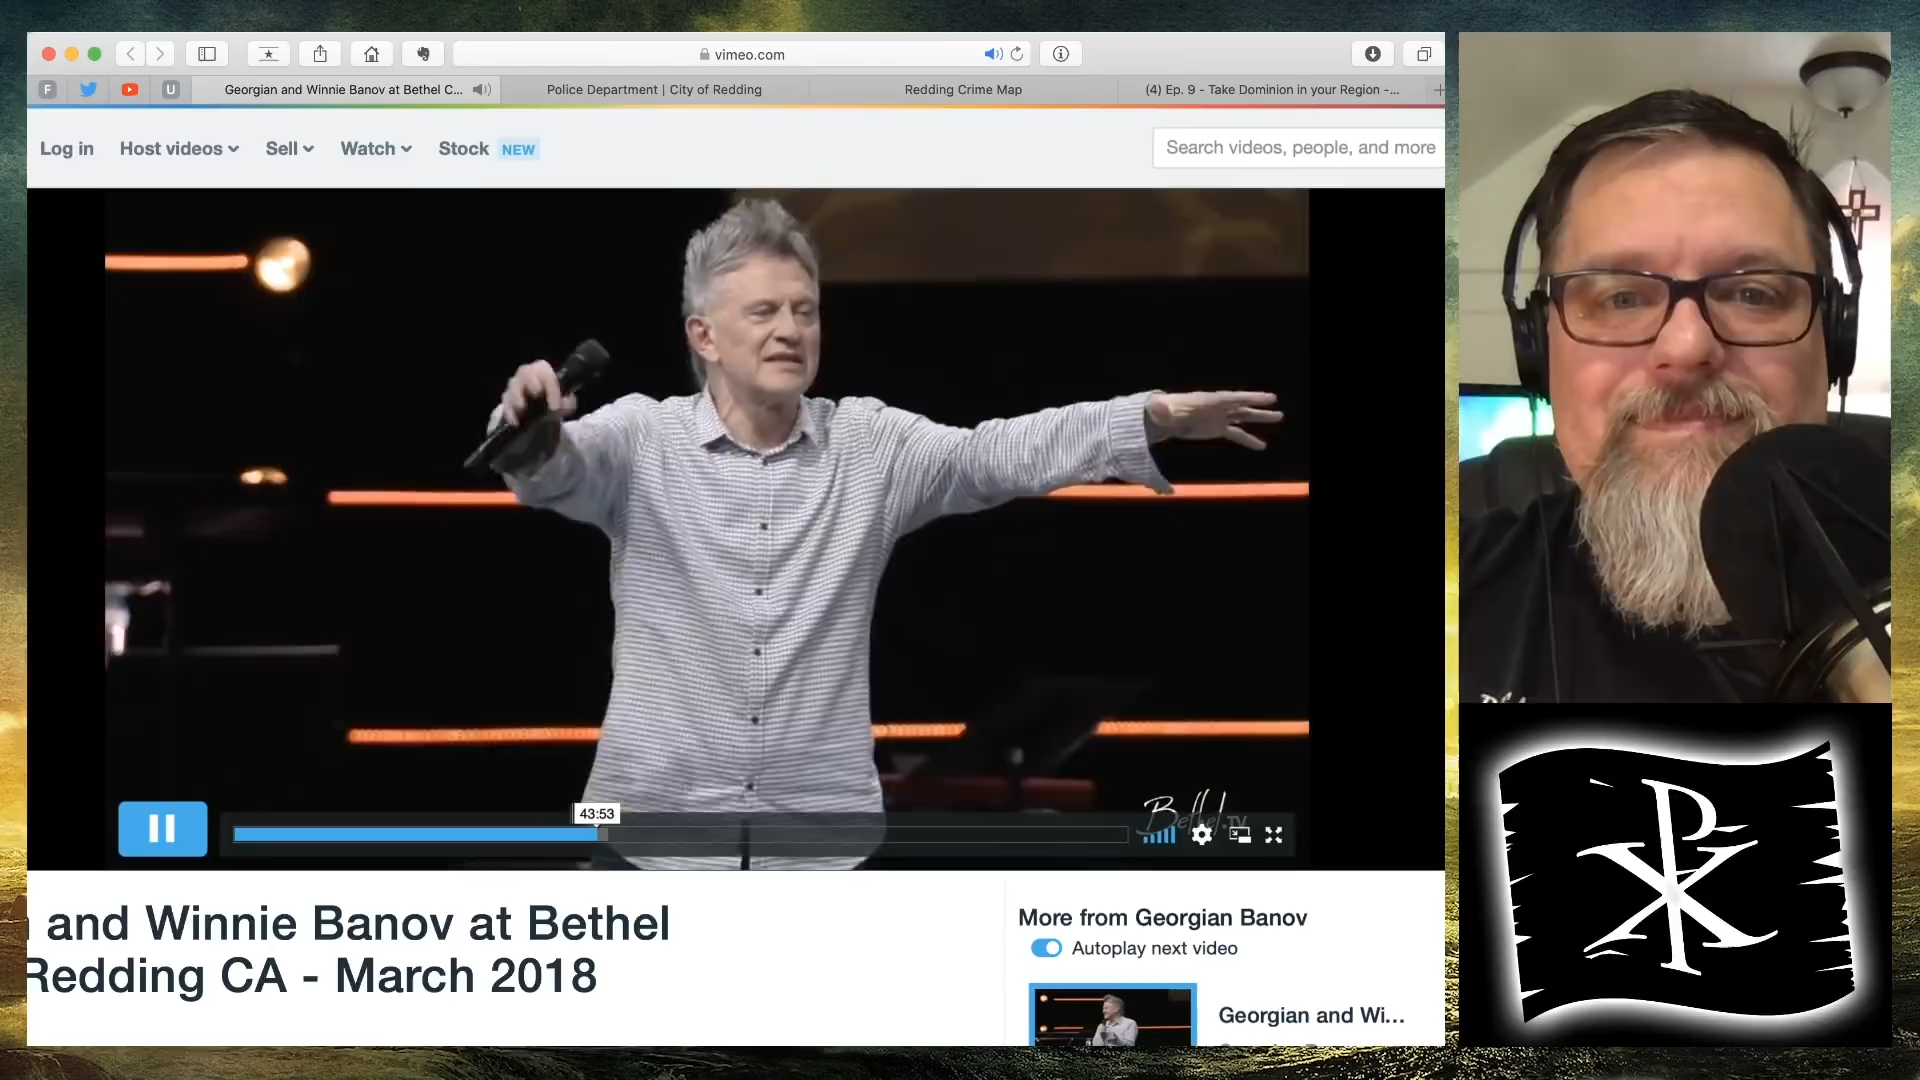 vimeo.com
F
U
Georgian and Winnie Banov at Bethel C...
Police Department | City of Redding
Redding Crime Map
(4) Ep. 9 - Take Dominion in your Region -...
Log in
Host videos
Sell
Watch
Stock NEW
Search videos, people, and more
43:53
Bethel.TV
and Winnie Banov at Bethel
Redding CA - March 2018
More from Georgian Banov
Autoplay next video
Georgian and Wi...